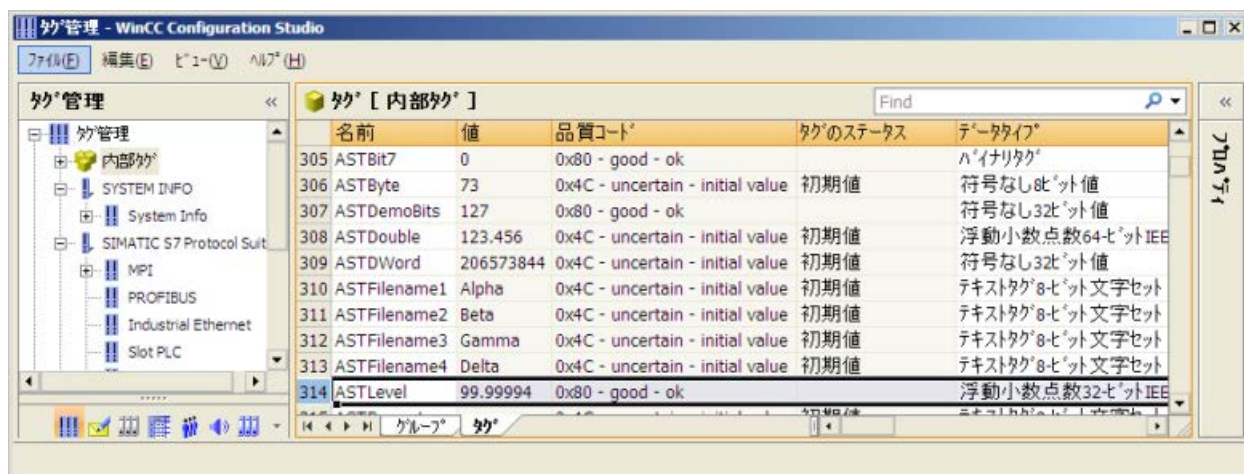 ﾀｸﾞ管理 - WinCC Configuration Studio
ﾌｧｲﾙ(F) 編集(E) ﾋﾞｭｰ(V) ﾍﾙﾌﾟ(H)
ﾀｸﾞ管理 «
ﾀｸﾞ管理
内部ﾀｸﾞ
SYSTEM INFO
System Info
SIMATIC S7 Protocol Suit
MPI
PROFIBUS
Industrial Ethernet
Slot PLC
ﾀｸﾞ [ 内部ﾀｸﾞ ] Find
名前 値 品質ｺｰﾄﾞ ﾀｸﾞのｽﾃｰﾀｽ ﾃﾞｰﾀﾀｲﾌﾟ
305 ASTBit7 0 0x80 - good - ok ﾊﾞｲﾅﾘﾀｸﾞ
306 ASTByte 73 0x4C - uncertain - initial value 初期値 符号なし8ﾋﾞｯﾄ値
307 ASTDemoBits 127 0x80 - good - ok 符号なし32ﾋﾞｯﾄ値
308 ASTDouble 123.456 0x4C - uncertain - initial value 初期値 浮動小数点数64-ﾋﾞｯﾄIEE
309 ASTDWord 206573844 0x4C - uncertain - initial value 初期値 符号なし32ﾋﾞｯﾄ値
310 ASTFilename1 Alpha 0x4C - uncertain - initial value 初期値 ﾃｷｽﾄﾀｸﾞ8-ﾋﾞｯﾄ文字ｾｯﾄ
311 ASTFilename2 Beta 0x4C - uncertain - initial value 初期値 ﾃｷｽﾄﾀｸﾞ8-ﾋﾞｯﾄ文字ｾｯﾄ
312 ASTFilename3 Gamma 0x4C - uncertain - initial value 初期値 ﾃｷｽﾄﾀｸﾞ8-ﾋﾞｯﾄ文字ｾｯﾄ
313 ASTFilename4 Delta 0x4C - uncertain - initial value 初期値 ﾃｷｽﾄﾀｸﾞ8-ﾋﾞｯﾄ文字ｾｯﾄ
314 ASTLevel 99.99994 0x80 - good - ok 浮動小数点数32-ﾋﾞｯﾄIEE
ｸﾞﾙｰﾌﾟ ﾀｸﾞ
«
プロパティ